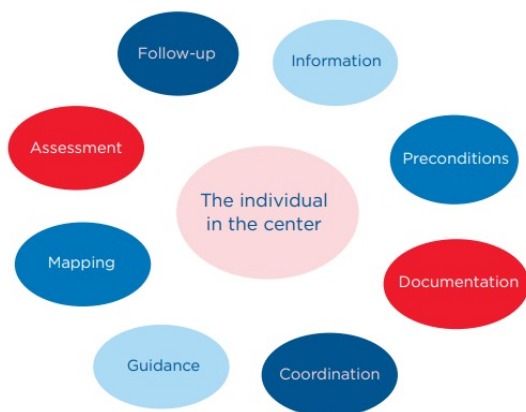 Follow-up
Information
Assessment
Preconditions
The individual
in the center
Mapping
Documentation
Guidance
Coordination